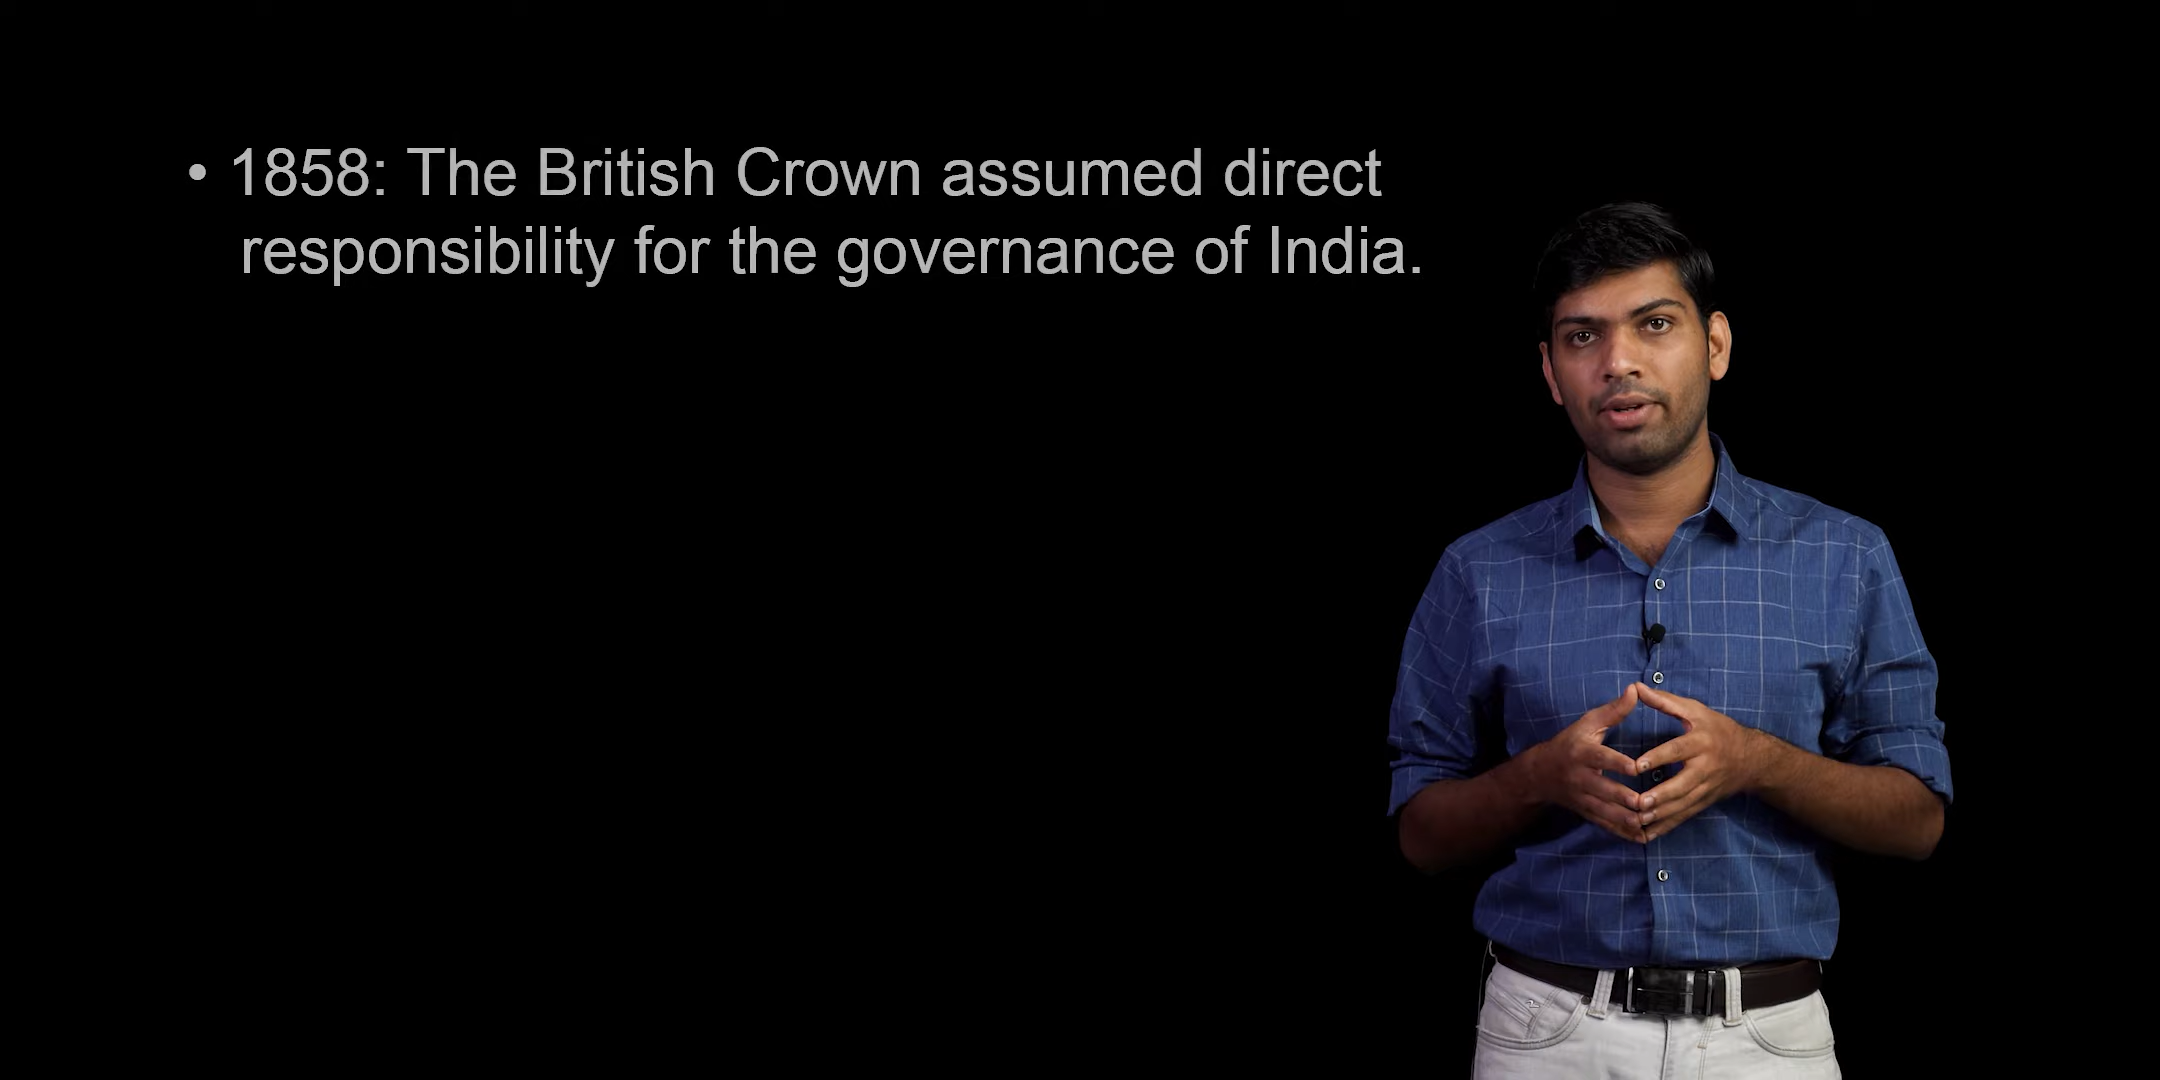 • 1858: The British Crown assumed direct
responsibility for the governance of India.